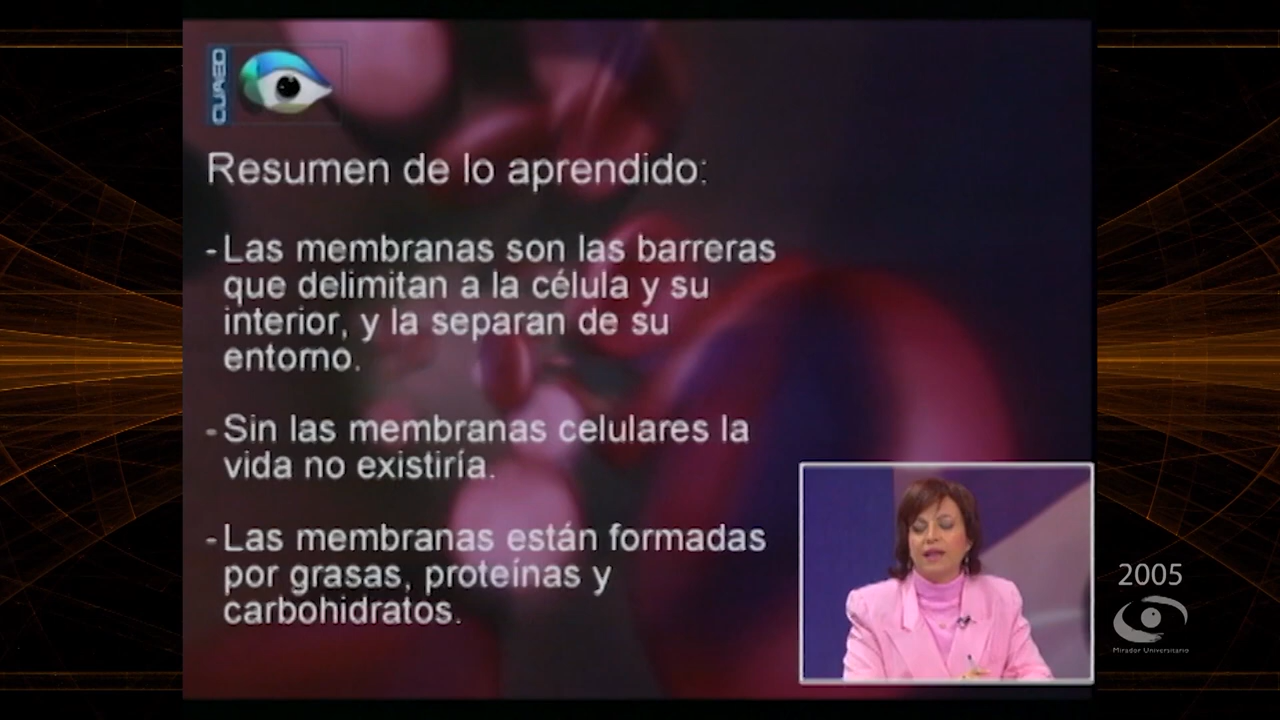 CUAED
Resumen de lo aprendido:
- Las membranas son las barreras
que delimitan a la célula y su
interior, y la separan de su
entorno.
- Sin las membranas celulares la
vida no existiría.
- Las membranas están formadas
por grasas, proteínas y
carbohidratos.
2005
Mirador Universitario